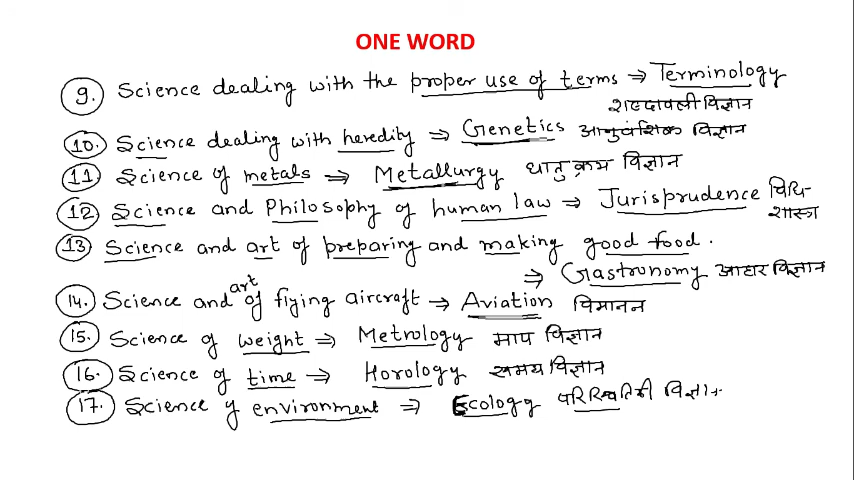 ONE WORD
9. Science dealing with the proper use of terms ⇒ Terminology
शब्दावली विज्ञान
10. Science dealing with heredity ⇒ Genetics आनुवंशिक विज्ञान
11 Science of metals ⇒ Metallurgy धातु क्रम विज्ञान
12 Science and Philosophy of human law ⇒ Jurisprudence विधि-
शास्त्र
13 Science and art of preparing and making good food.
⇒ Gastronomy आहार विज्ञान
14. Science and art of flying aircraft → Aviation विमानन
15. Science of weight ⇒ Metrology माप विज्ञान
16. Science of time ⇒ Horology समय विज्ञान
17. Science of environment ⇒ Ecology परिस्थितिकी